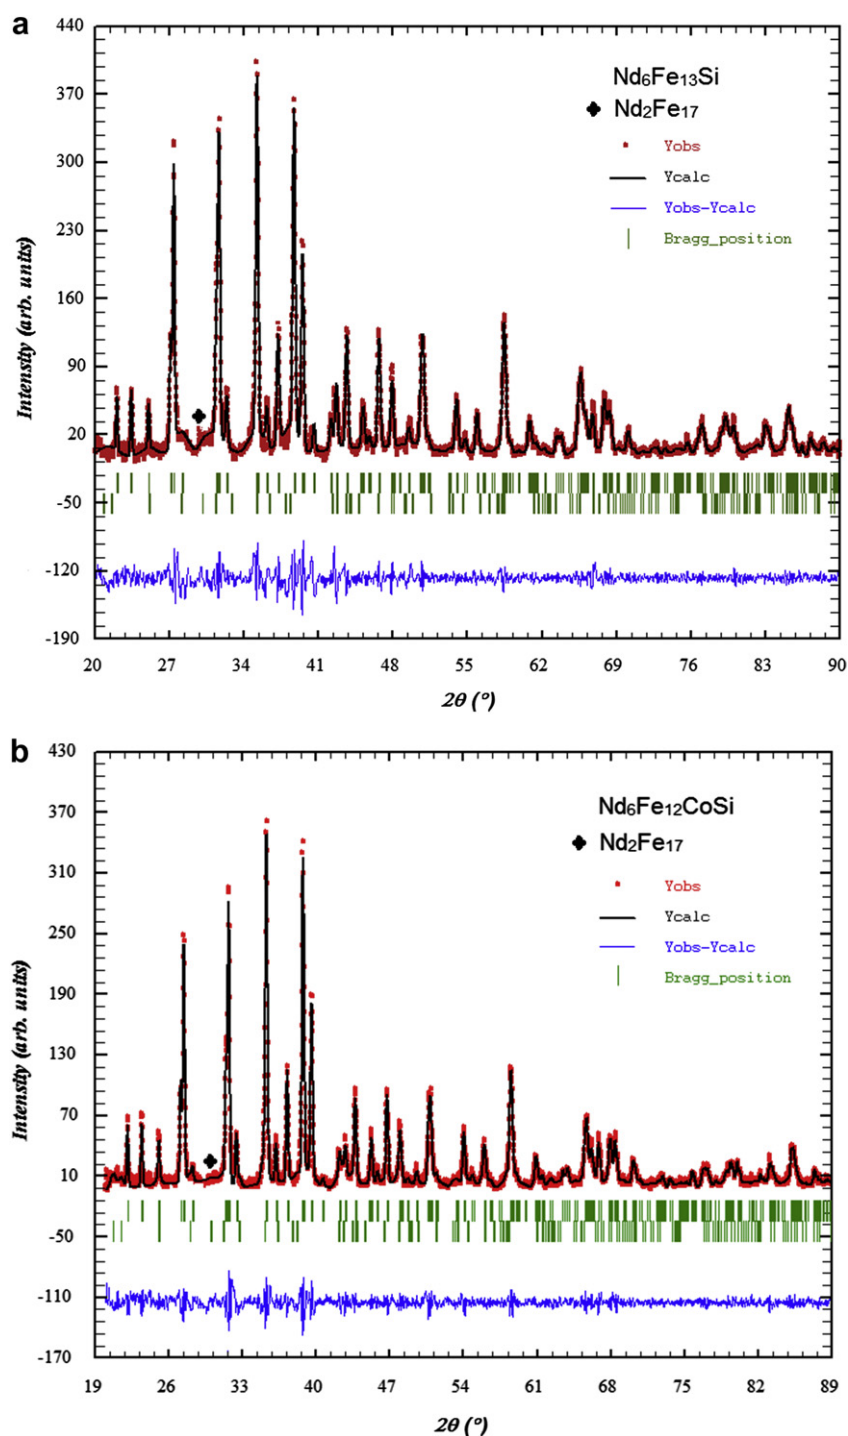 a
440
370
300
230
160
90
20
-50
-120
-190
Intensity (arb. units)
Nd6Fe13Si
Nd2Fe17
Yobs
Ycalc
Yobs-Ycalc
Bragg_position
20 27 34 41 48 55 62 69 76 83 90
2θ (°)
b
430
370
310
250
190
130
70
10
-50
-110
-170
Intensity (arb. units)
Nd6Fe12CoSi
Nd2Fe17
Yobs
Ycalc
Yobs-Ycalc
Bragg_position
19 26 33 40 47 54 61 68 75 82 89
2θ (°)